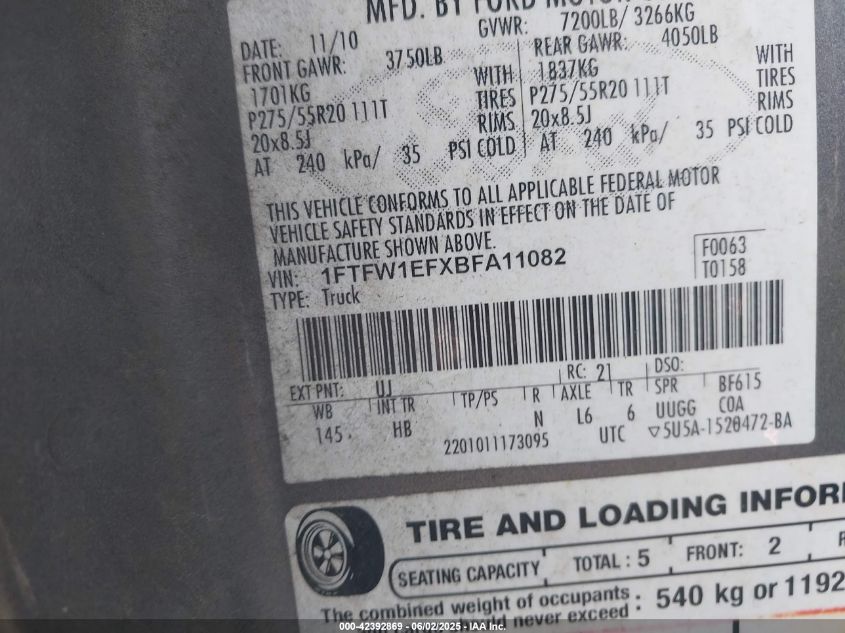 MFD. BY FORD MOTOR
DATE: 11/10 GVWR: 7200LB/ 3266KG
FRONT GAWR: 3750LB REAR GAWR: 4050LB
1701KG WITH 1837KG WITH
P275/55R20 111T TIRES P275/55R20 111T TIRES
20x8.5J RIMS 20x8.5J RIMS
AT 240 kPa/ 35 PSI COLD AT 240 kPa/ 35 PSI COLD
THIS VEHICLE CONFORMS TO ALL APPLICABLE FEDERAL MOTOR
VEHICLE SAFETY STANDARDS IN EFFECT ON THE DATE OF
MANUFACTURE SHOWN ABOVE.
VIN: 1FTFW1EFXBFA11082 F0063
TYPE: Truck T0158
EXT PNT: UJ RC: 21 DSO:
WB INT TR TP/PS R AXLE TR SPR BF615
145. HB N L6 6 UUGG COA
2201011173095 UTC ▽5U5A-1520472-BA
TIRE AND LOADING INFOR
SEATING CAPACITY TOTAL : 5 FRONT: 2 R
The combined weight of occupants
never exceed : 540 kg or 1192
000-42392869 - 06/02/2025 - IAA Inc.